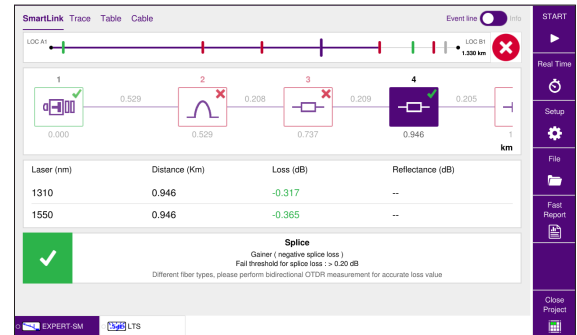 SmartLink Trace Table Cable
Event line Info
START
LOC A1
LOC B1
1.330 km
Real Time
1 2 3 4
0.529 0.208 0.209 0.205
0.000 0.529 0.737 0.946 1
km
Setup
Laser (nm) Distance (Km) Loss (dB) Reflectance (dB)
1310 0.946 -0.317 --
1550 0.946 -0.365 --
File
Fast
Report
Splice
Gainer ( negative splice loss )
Fail threshold for splice loss : > 0.20 dB
Different fiber types, please perform bidirectional OTDR measurement for accurate loss value
Close
Project
EXPERT-SM LTS